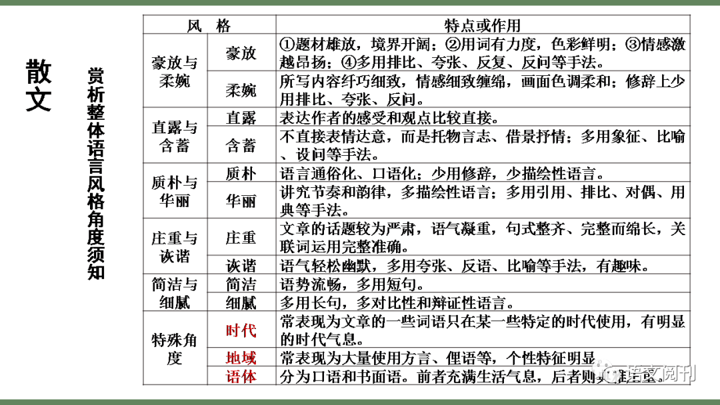 散文
赏析整体语言风格角度须知
风 格 特点或作用
豪放与柔婉
豪放 ①题材雄放，境界开阔；②用词有力度，色彩鲜明；③情感激
越昂扬；④多用排比、夸张、反复、反问等手法。
柔婉 所写内容纤巧细致，情感细致缠绵，画面色调柔和；修辞上少
用排比、夸张、反问。
直露与含蓄
直露 表达作者的感受和观点比较直接。
含蓄 不直接表情达意，而是托物言志、借景抒情；多用象征、比喻
、设问等手法。
质朴与华丽
质朴 语言通俗化、口语化；少用修辞，少描绘性语言。
华丽 讲究节奏和韵律，多描绘性语言；多用引用、排比、对偶、用
典等手法。
庄重与诙谐
庄重 文章的话题较为严肃，语气凝重，句式整齐、完整而绵长，关
联词运用完整准确。
诙谐 语气轻松幽默，多用夸张、反语、比喻等手法，有趣味。
简洁与细腻
简洁 语势流畅，多用短句。
细腻 多用长句，多对比性和辩证性语言。
特殊角度
时代 常表现为文章的一些词语只在某一些特定的时代使用，有明显
的时代气息。
地域 常表现为大量使用方言、俚语等，个性特征明显
语体 分为口语和书面语。前者充满生活气息，后者则
语文阅刊